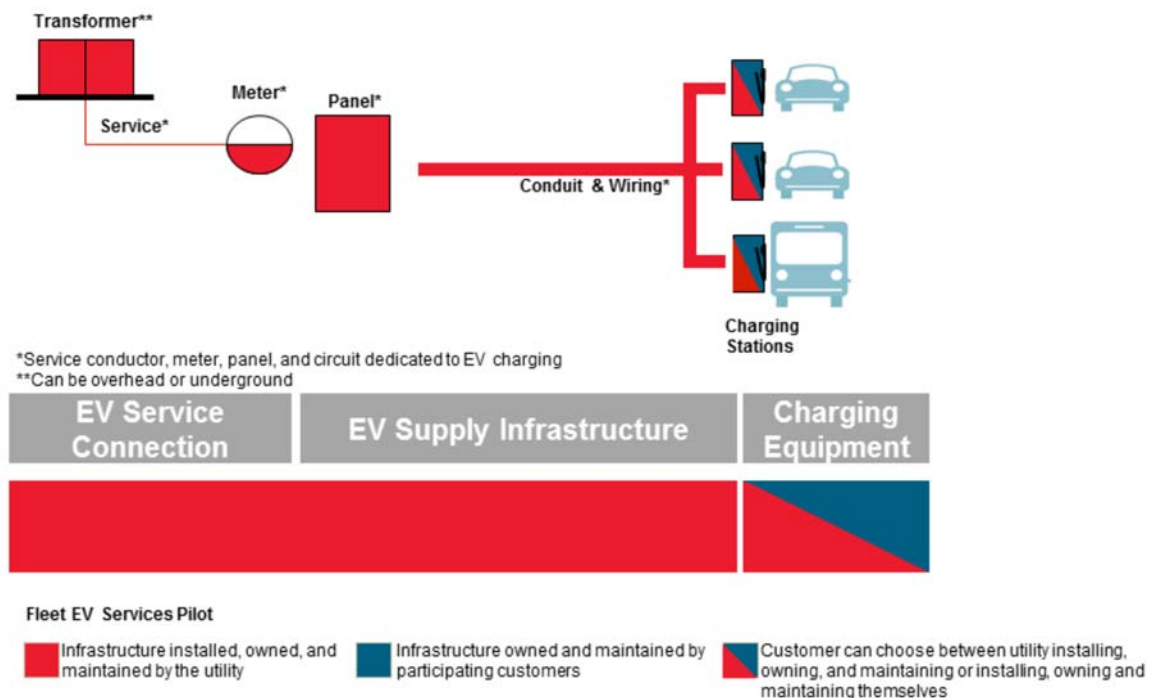 Transformer**
Meter*
Panel*
Service*
Conduit & Wiring*
Charging
Stations
*Service conductor, meter, panel, and circuit dedicated to EV charging
**Can be overhead or underground
EV Service
Connection
EV Supply Infrastructure
Charging
Equipment
Fleet EV Services Pilot
Infrastructure installed, owned, and
maintained by the utility
Infrastructure owned and maintained by
participating customers
Customer can choose between utility installing,
owning, and maintaining or installing, owning and
maintaining themselves